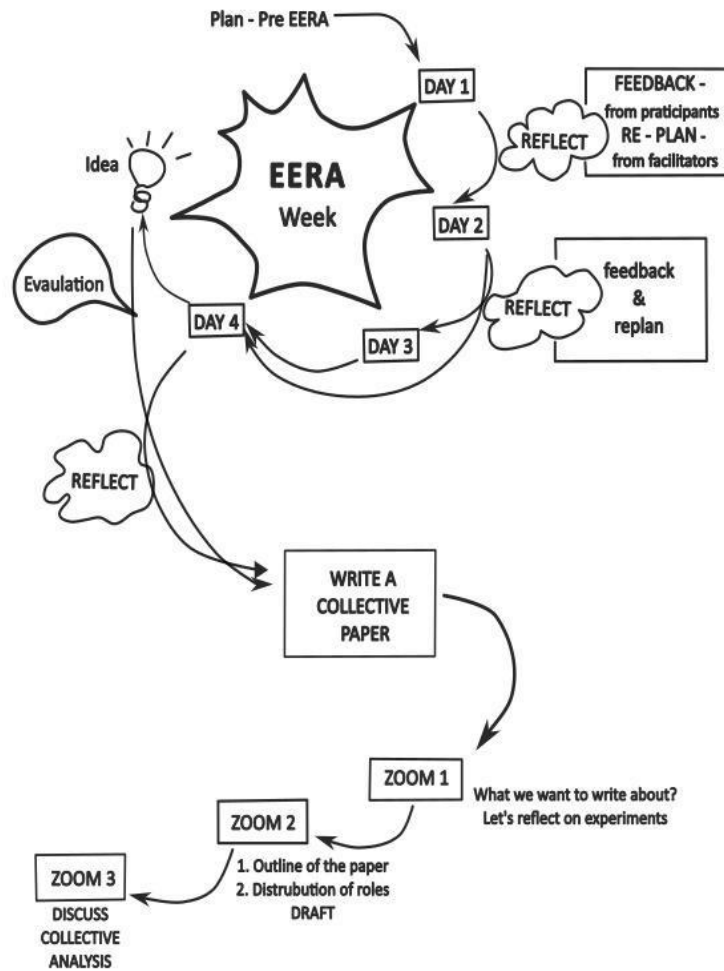 Plan - Pre EERA
DAY 1
FEEDBACK -
from praticipants
RE - PLAN -
from facilitators
REFLECT
Idea
EERA
Week
DAY 2
Evaulation
REFLECT
feedback
&
replan
DAY 4
DAY 3
REFLECT
WRITE A
COLLECTIVE
PAPER
ZOOM 1
What we want to write about?
Let's reflect on experiments
ZOOM 2
1. Outline of the paper
2. Distrubution of roles
DRAFT
ZOOM 3
DISCUSS
COLLECTIVE
ANALYSIS